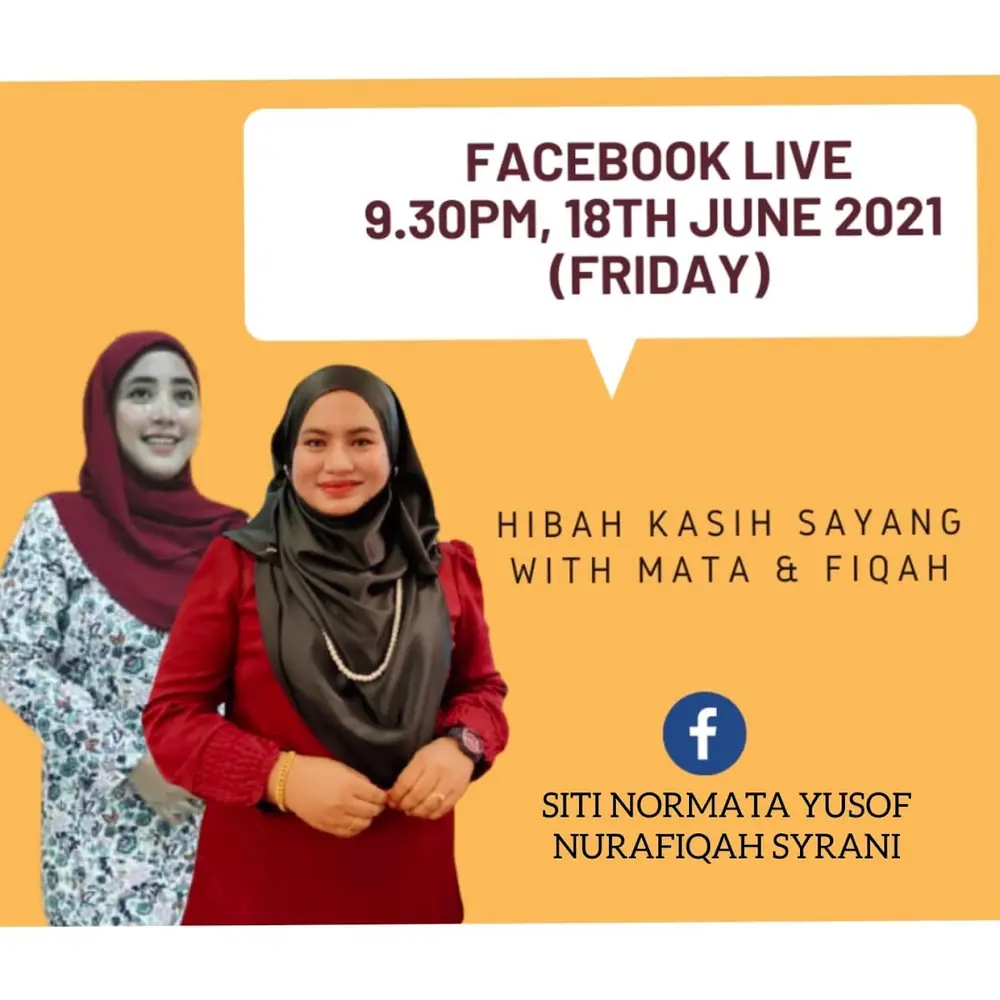 FACEBOOK LIVE
9.30PM, 18TH JUNE 2021
(FRIDAY)
HIBAH KASIH SAYANG
WITH MATA & FIQAH
f
SITI NORMATA YUSOF
NURAFIQAH SYRANI